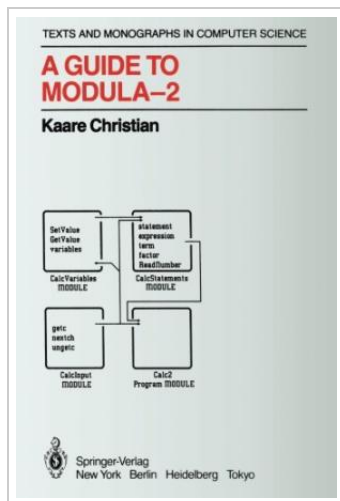 TEXTS AND MONOGRAPHS IN COMPUTER SCIENCE
A GUIDE TO
MODULA–2
Kaare Christian
SetValue
GetValue
variables
CalcVariables
MODULE
statement
expression
term
factor
ReadNumber
CalcStatements
MODULE
getc
nextch
ungetc
CalcInput
MODULE
Calc2
Program MODULE
Springer-Verlag
New York Berlin Heidelberg Tokyo